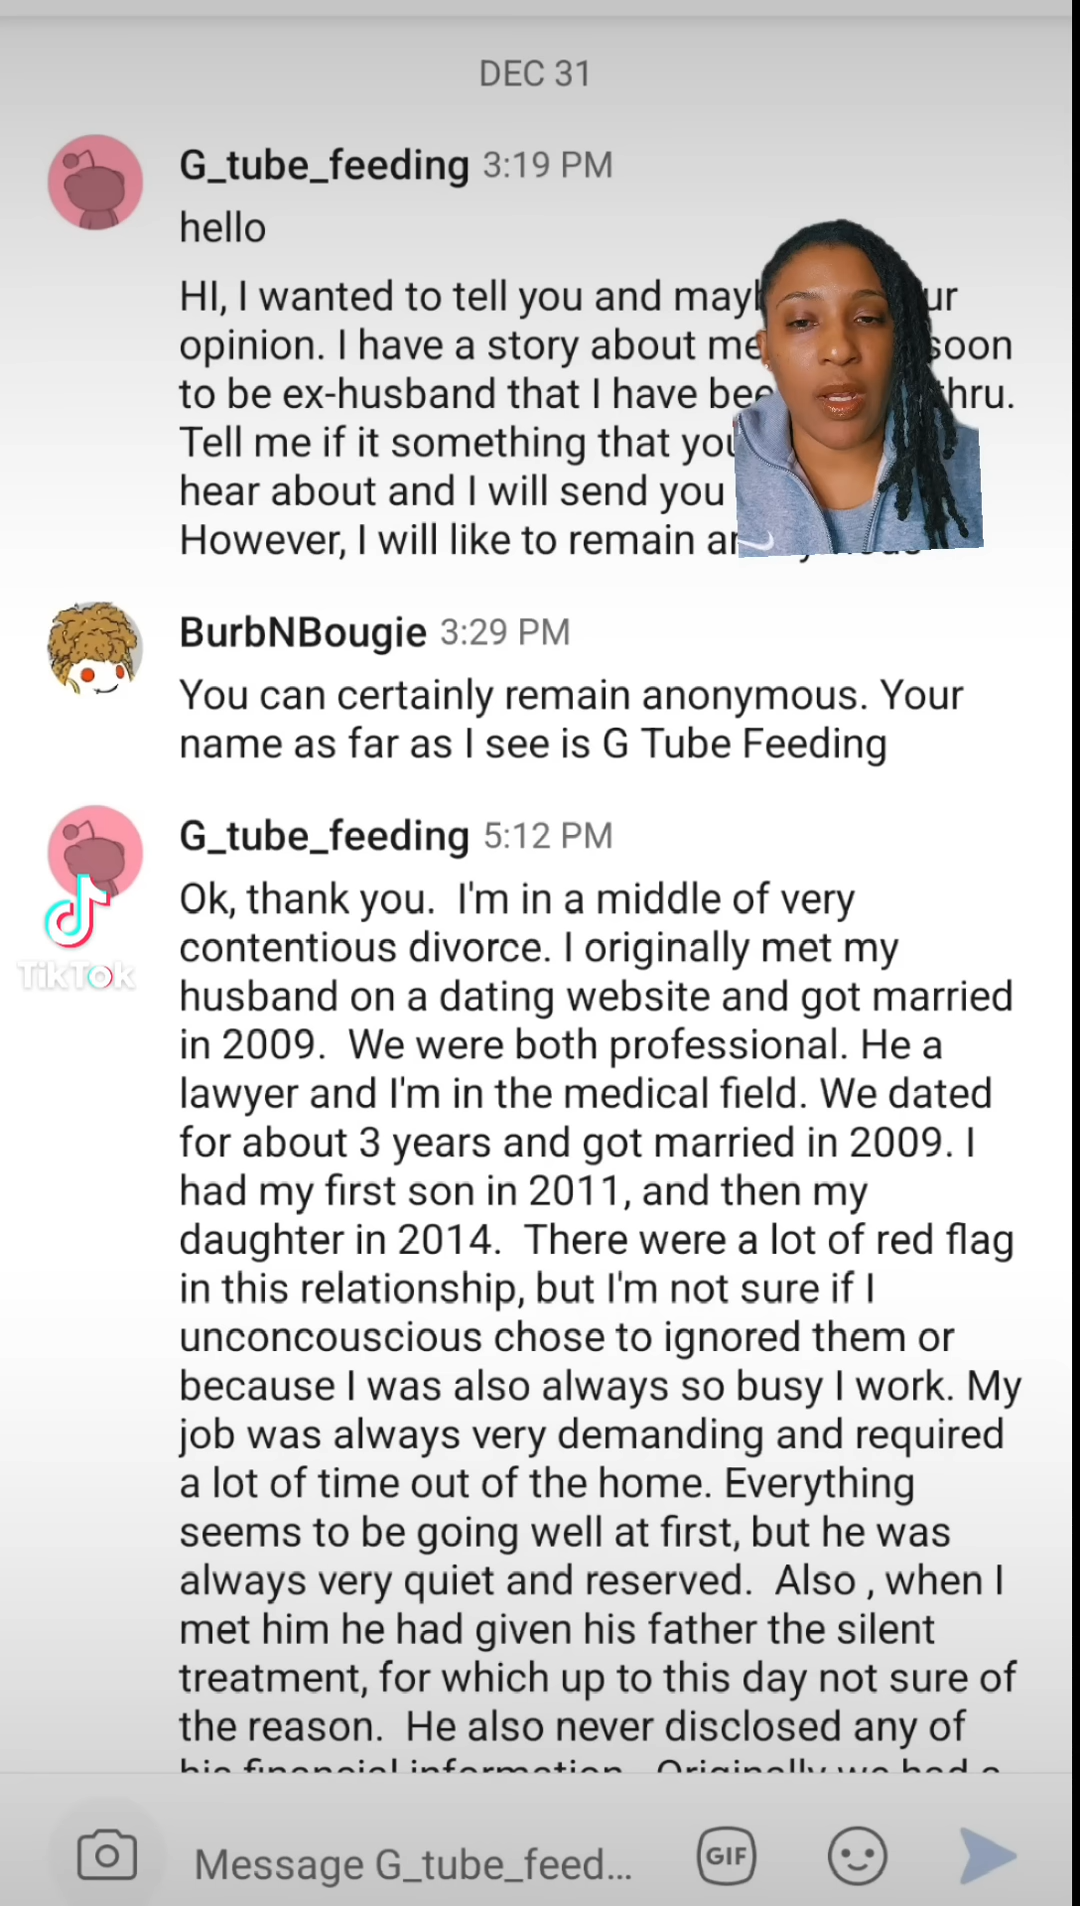 DEC 31
G_tube_feeding 3:19 PM
hello
HI, I wanted to tell you and ur
opinion. I have a story about me soon
to be ex-husband that I have hru.
Tell me if it something that
hear about and I will send you
However, I will like to remain
BurbNBougie 3:29 PM
You can certainly remain anonymous. Your
name as far as I see is G Tube Feeding
G_tube_feeding 5:12 PM
Ok, thank you. I'm in a middle of very
contentious divorce. I originally met my
husband on a dating website and got married
in 2009. We were both professional. He a
lawyer and I'm in the medical field. We dated
for about 3 years and got married in 2009. I
had my first son in 2011, and then my
daughter in 2014. There were a lot of red flag
in this relationship, but I'm not sure if I
unconcouscious chose to ignored them or
because I was also always so busy I work. My
job was always very demanding and required
a lot of time out of the home. Everything
seems to be going well at first, but he was
always very quiet and reserved. Also , when I
met him he had given his father the silent
treatment, for which up to this day not sure of
the reason. He also never disclosed any of
his financial information. Originally we had a
TikTok
Message G_tube_feed...
GIF